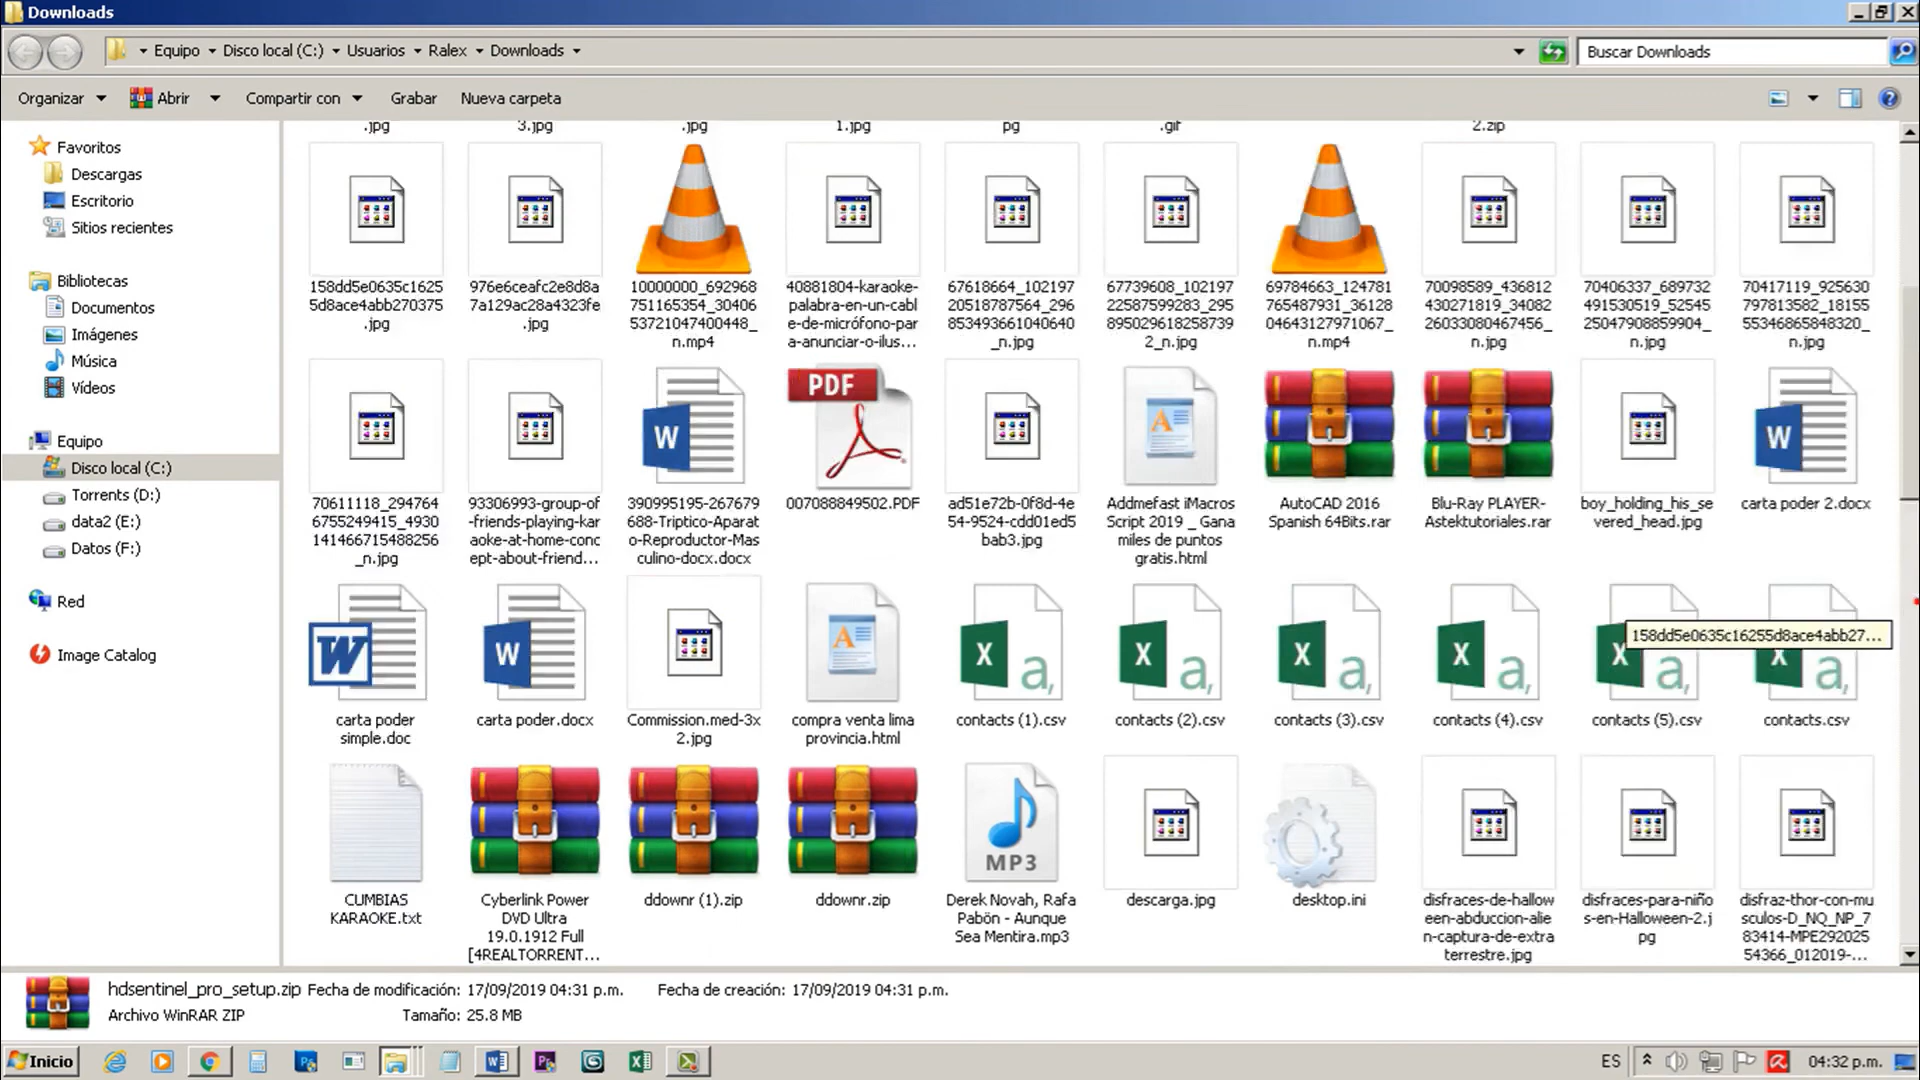 Downloads
Equipo
Disco local (C:)
Usuarios
Ralex
Downloads
Buscar Downloads
Organizar
Abrir
Compartir con
Grabar
Nueva carpeta
Favoritos
Descargas
Escritorio
Sitios recientes
Bibliotecas
Documentos
Imágenes
Música
Vídeos
Equipo
Disco local (C:)
Torrents (D:)
data2 (E:)
Datos (F:)
Red
Image Catalog
.jpg
3.jpg
.jpg
1.jpg
pg
.gif
2.zip
158dd5e0635c1625
5d8ace4abb270375
.jpg
976e6ceafc2e8d8a
7a129ac28a4323fe
.jpg
10000000_692968
751165354_30406
53721047400448_
n.mp4
40881804-karaoke-
palabra-en-un-cabl
e-de-micrófono-par
a-anunciar-o-ilus...
67618664_102197
20518787564_296
8534936610406​40
_n.jpg
67739608_102197
22587599283_295
895029618258739
2_n.jpg
69784663_124781
765487931_36128
04643127971067_
n.mp4
70098589_436812
430271819_34082
26033080467456_
n.jpg
70406337_689732
491530519_52545
25047908859904_
n.jpg
70417119_925630
797813582_18155
55346865848320_
n.jpg
70611118_294764
6755249415_4930
141466715488256
_n.jpg
93306993-group-of
-friends-playing-kar
aoke-at-home-conc
ept-about-friend...
390995195-267679
688-Triptico-Aparat
o-Reproductor-Mas
culino-docx.docx
PDF
007088849502.PDF
ad51e72b-0f8d-4e
54-9524-cdd01ed5
bab3.jpg
Addmefast iMacros
Script 2019 _ Gana
miles de puntos
gratis.html
AutoCAD 2016
Spanish 64Bits.rar
Blu-Ray PLAYER-
Astektutoriales.rar
boy_holding_his_se
vered_head.jpg
carta poder 2.docx
carta poder
simple.doc
carta poder.docx
Commission.med-3x
2.jpg
compra venta lima
provincia.html
contacts (1).csv
contacts (2).csv
contacts (3).csv
contacts (4).csv
contacts (5).csv
contacts.csv
158dd5e0635c16255d8ace4abb27...
CUMBIAS
KARAOKE.txt
Cyberlink Power
DVD Ultra
19.0.1912 Full
[4REALTORRENT...
ddownr (1).zip
ddownr.zip
MP3
Derek Novah, Rafa
Pabön - Aunque
Sea Mentira.mp3
descarga.jpg
desktop.ini
disfraces-de-hallow
een-abduccion-alie
n-captura-de-extra
terrestre.jpg
disfraces-para-niño
s-en-Halloween-2.j
pg
disfraz-thor-con-mu
sculos-D_NQ_NP_7
83414-MPE292025
54366_012019-...
hdsentinel_pro_setup.zip Fecha de modificación: 17/09/2019 04:31 p.m. Fecha de creación: 17/09/2019 04:31 p.m.
Archivo WinRAR ZIP Tamaño: 25.8 MB
Inicio
ES
04:32 p.m.